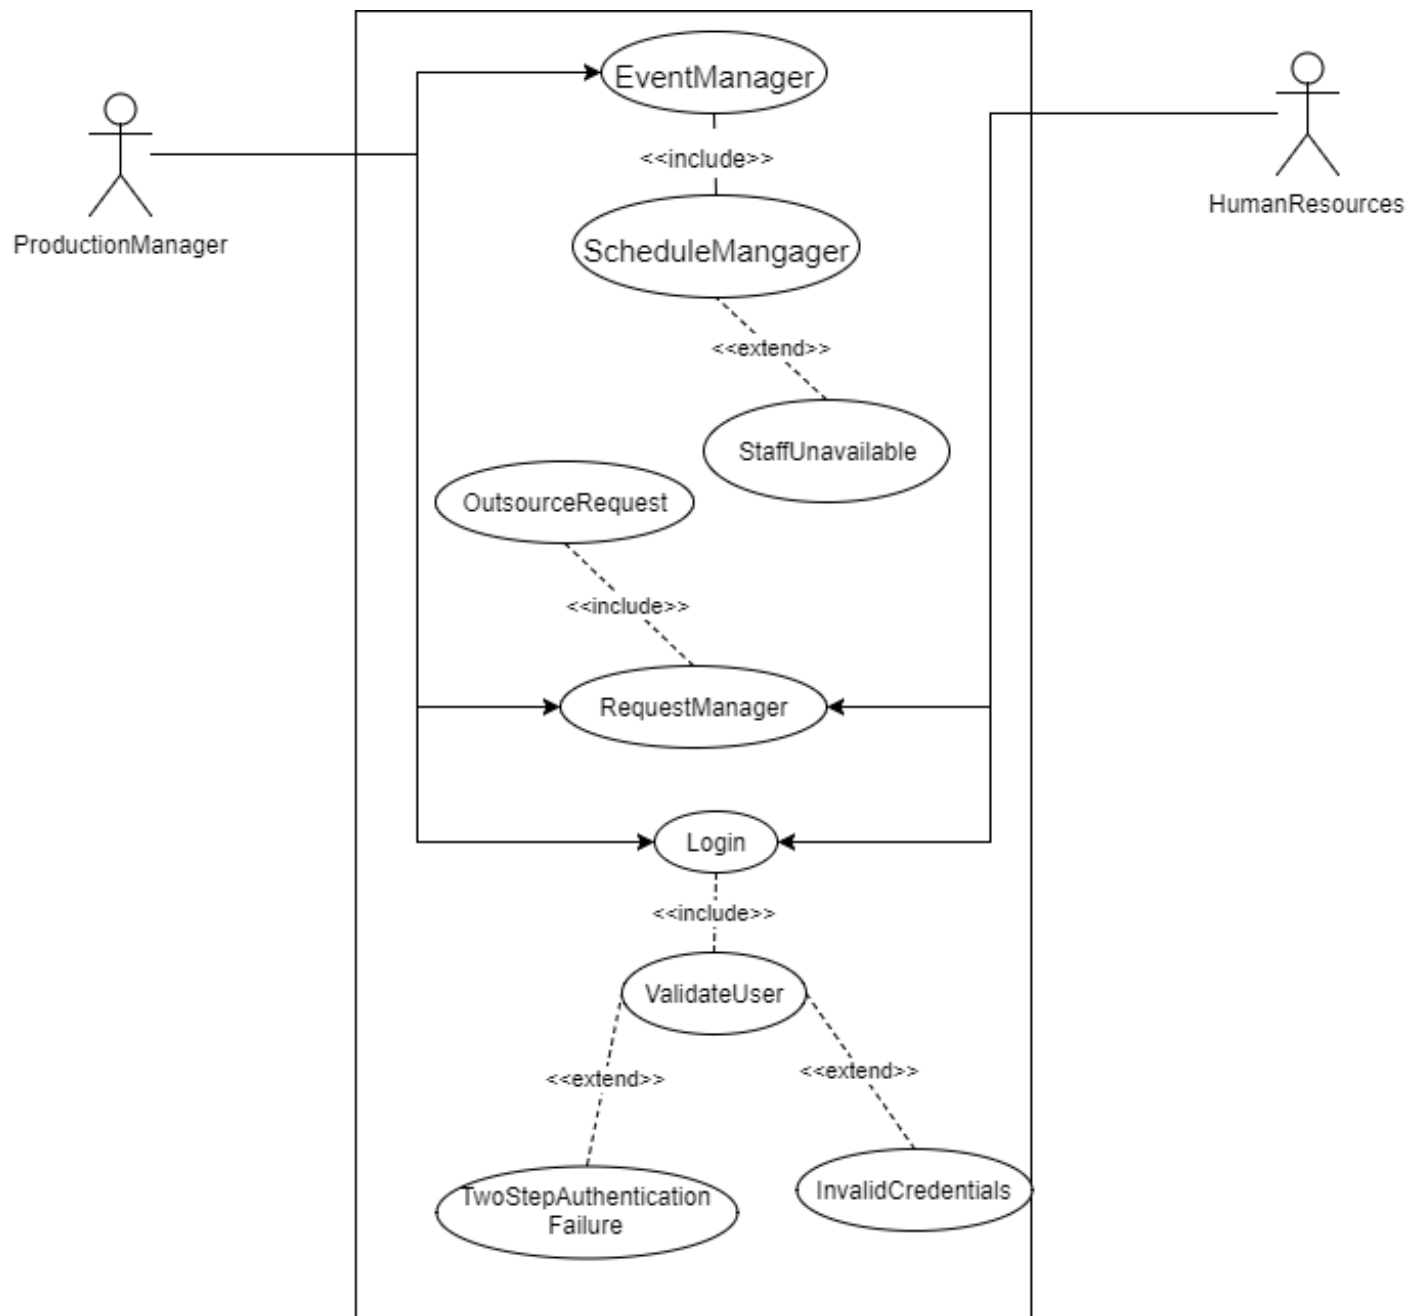 EventManager
<<include>>
ScheduleMangager
ProductionManager
HumanResources
<<extend>>
StaffUnavailable
OutsourceRequest
<<include>>
RequestManager
Login
<<include>>
ValidateUser
<<extend>>
<<extend>>
TwoStepAuthentication
Failure
InvalidCredentials